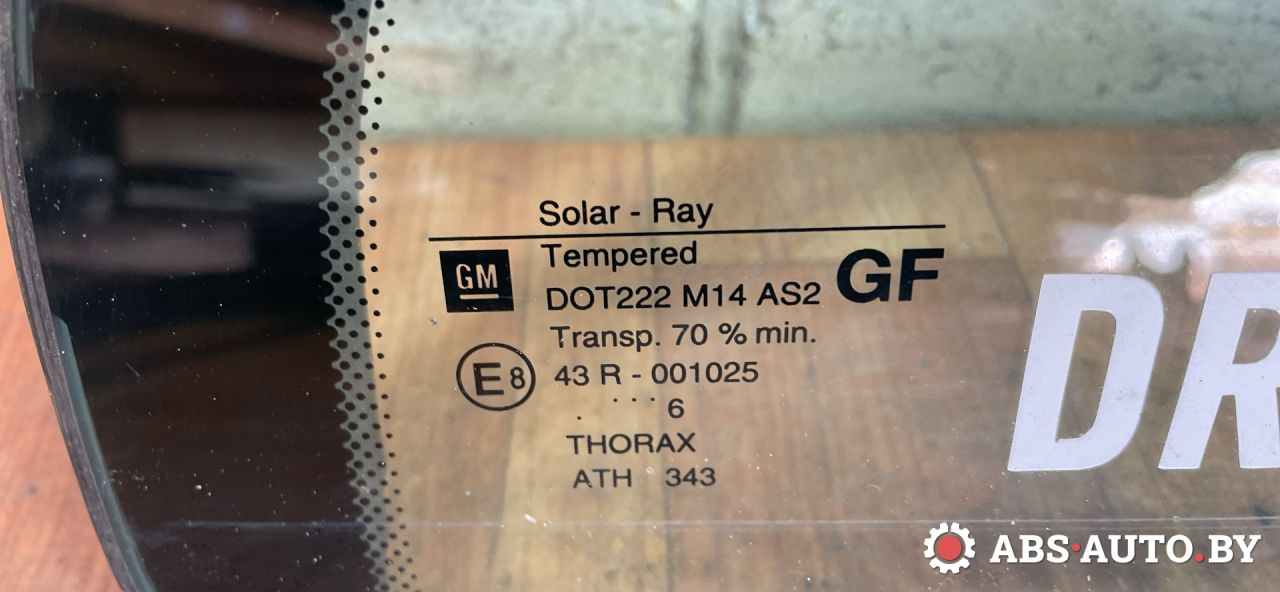 Solar - Ray
GM
Tempered
GF
DOT222 M14 AS2
Transp. 70 % min.
E8
43 R - 001025
. ... 6
THORAX
ATH 343
DR
ABS·AUTO.BY